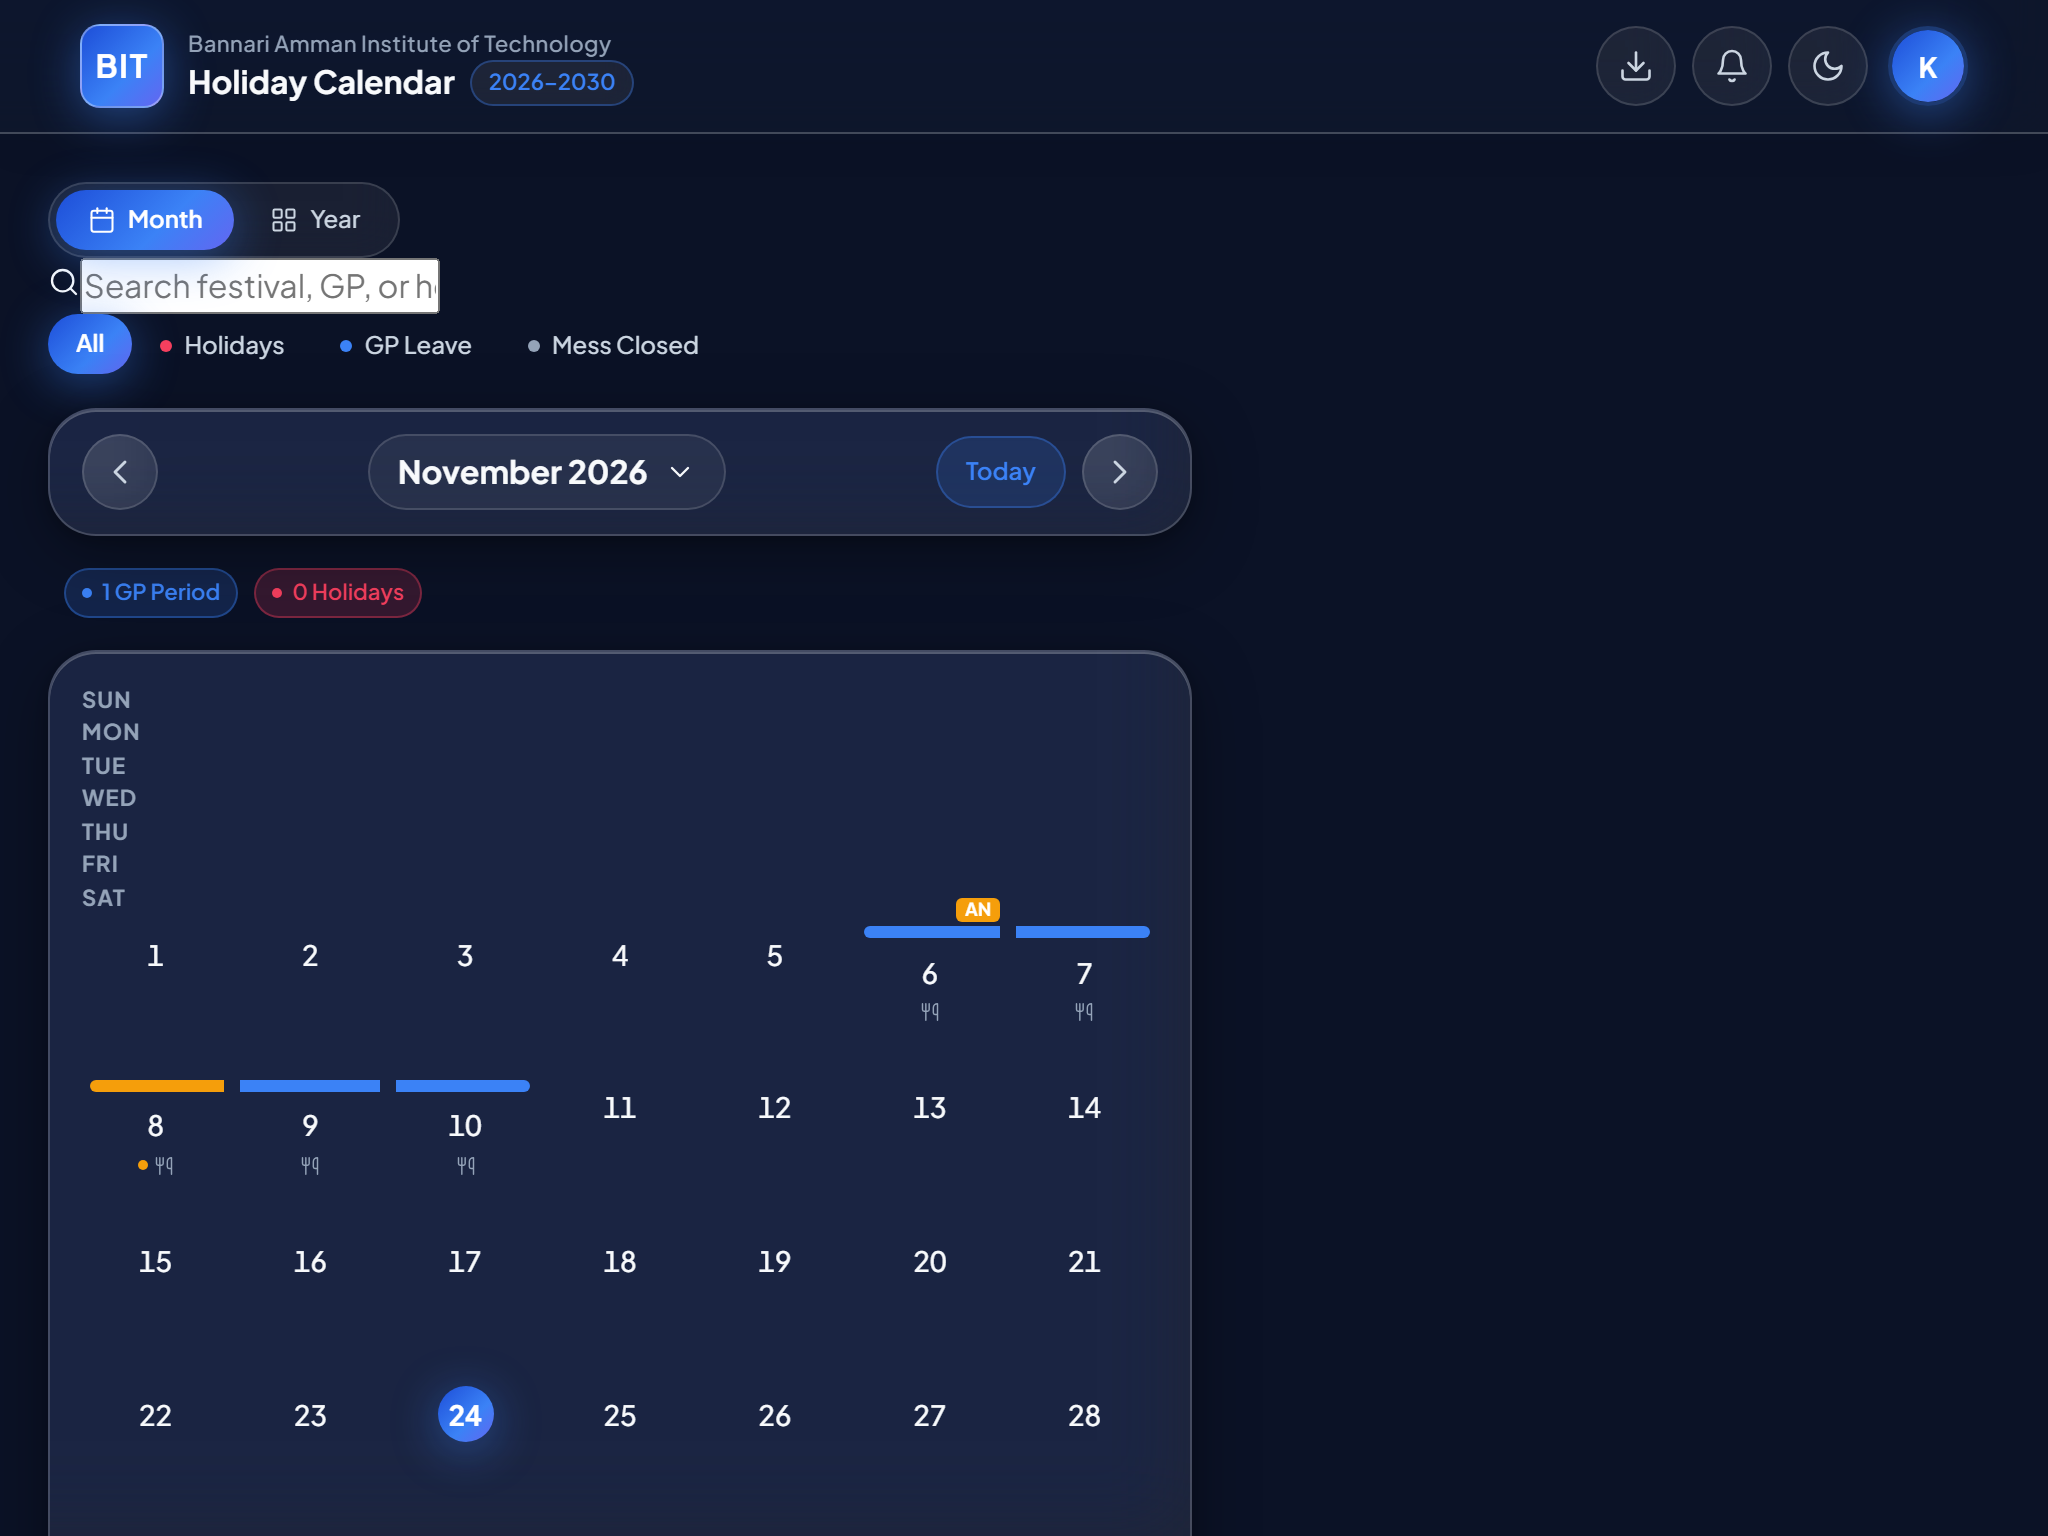 BIT
Bannari Amman Institute of Technology
Holiday Calendar 2026–2030
K
Month Year
Search festival, GP, or h
All Holidays GP Leave Mess Closed
November 2026 Today
1 GP Period 0 Holidays
SUN
MON
TUE
WED
THU
FRI
SAT
AN
1 2 3 4 5 6 7
8 9 10 11 12 13 14
15 16 17 18 19 20 21
22 23 24 25 26 27 28